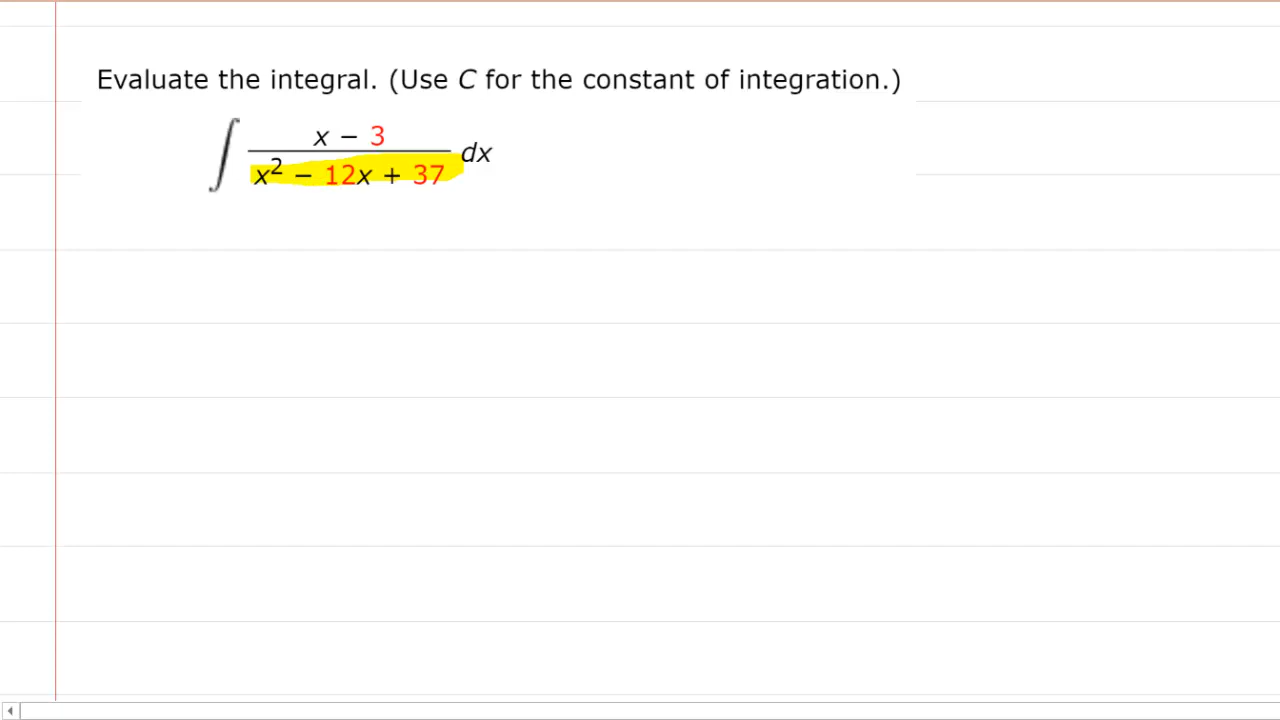 Evaluate the integral. (Use C for the constant of integration.)
∫ (x − 3)/(x² − 12x + 37) dx